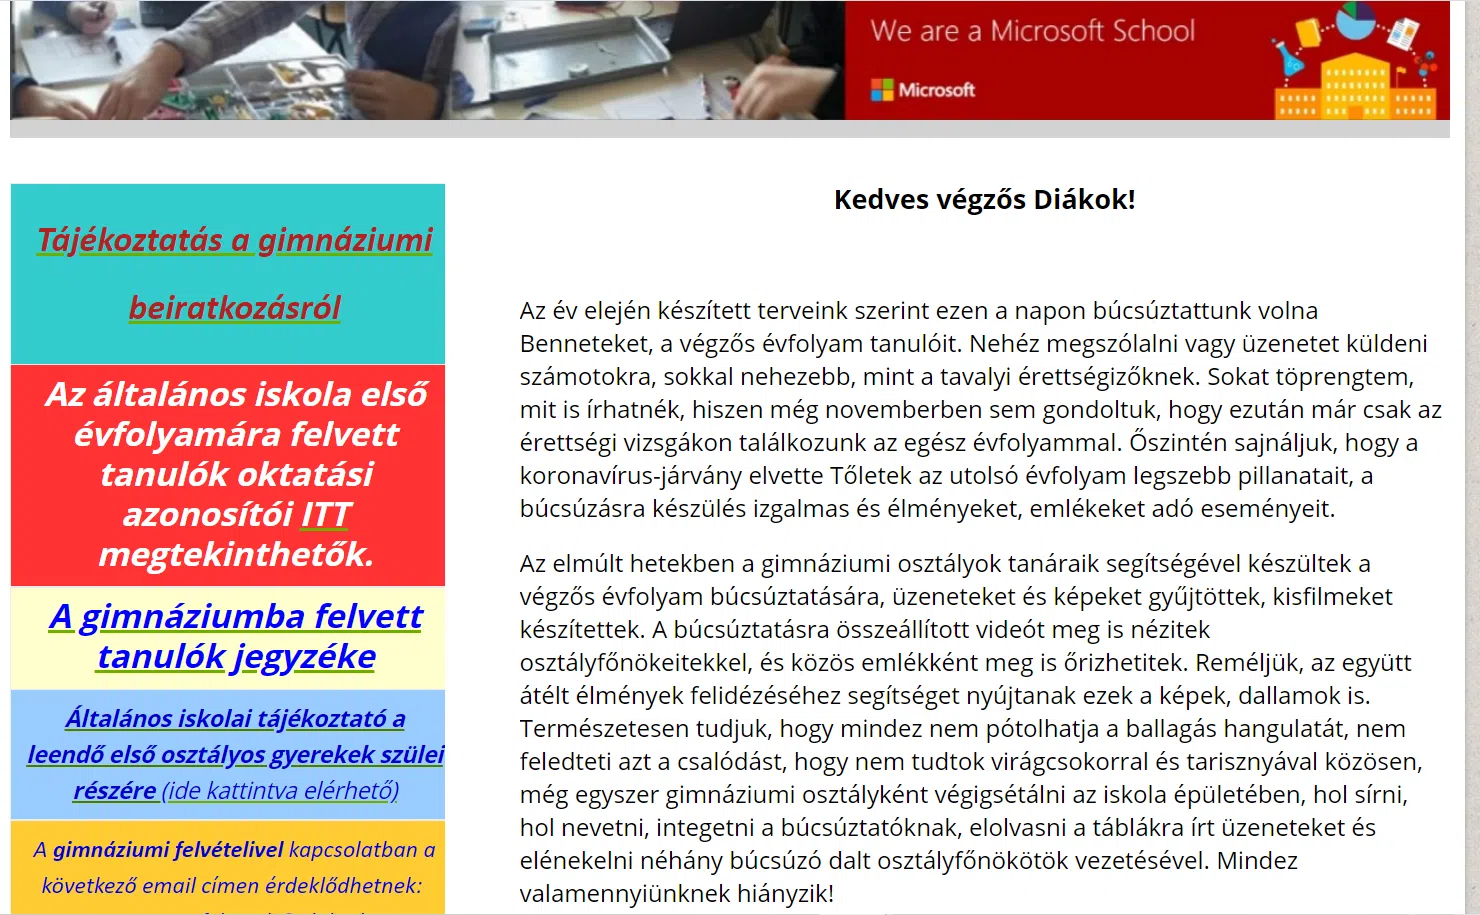 We are a Microsoft School
Microsoft
Tájékoztatás a gimnáziumi
beiratkozásról
Az általános iskola első
évfolyamára felvett
tanulók oktatási
azonosítói ITT
megtekinthetők.
A gimnáziumba felvett
tanulók jegyzéke
Általános iskolai tájékoztató a
leendő első osztályos gyerekek szülei
részére (ide kattintva elérhető)
A gimnáziumi felvételivel kapcsolatban a
következő email címen érdeklődhetnek:
Kedves végzős Diákok!
Az év elején készített terveink szerint ezen a napon búcsúztattunk volna
Benneteket, a végzős évfolyam tanulóit. Nehéz megszólalni vagy üzenetet küldeni
számotokra, sokkal nehezebb, mint a tavalyi érettségizőknek. Sokat töprengtem,
mit is írhatnék, hiszen még novemberben sem gondoltuk, hogy ezután már csak az
érettségi vizsgákon találkozunk az egész évfolyammal. Őszintén sajnáljuk, hogy a
koronavírus-járvány elvette Tőletek az utolsó évfolyam legszebb pillanatait, a
búcsúzásra készülés izgalmas és élményeket, emlékeket adó eseményeit.
Az elmúlt hetekben a gimnáziumi osztályok tanáraik segítségével készültek a
végzős évfolyam búcsúztatására, üzeneteket és képeket gyűjtöttek, kisfilmeket
készítettek. A búcsúztatásra összeállított videót meg is nézitek
osztályfőnökeitekkel, és közös emlékként meg is őrizhetitek. Reméljük, az együtt
átélt élmények felidézéséhez segítséget nyújtanak ezek a képek, dallamok is.
Természetesen tudjuk, hogy mindez nem pótolhatja a ballagás hangulatát, nem
feledteti azt a csalódást, hogy nem tudtok virágcsokorral és tarisznyával közösen,
még egyszer gimnáziumi osztályként végigsétálni az iskola épületében, hol sírni,
hol nevetni, integetni a búcsúztatóknak, elolvasni a táblákra írt üzeneteket és
elénekelni néhány búcsúzó dalt osztályfőnökötök vezetésével. Mindez
valamennyiünknek hiányzik!